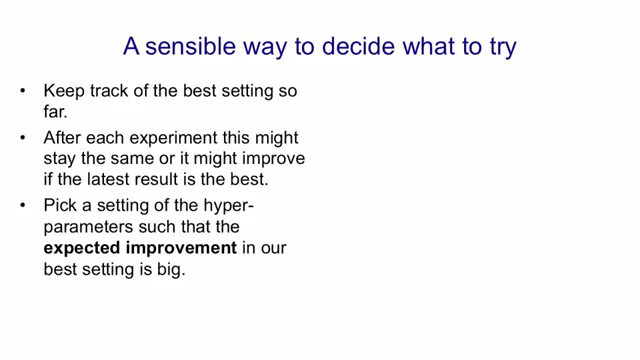 A sensible way to decide what to try
• Keep track of the best setting so
far.
• After each experiment this might
stay the same or it might improve
if the latest result is the best.
• Pick a setting of the hyper-
parameters such that the
expected improvement in our
best setting is big.